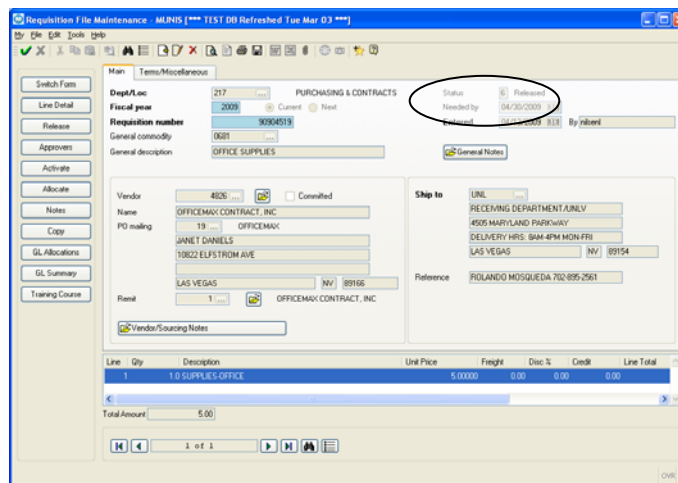 Requisition File Maintenance - MUNIS [*** TEST DB Refreshed Tue Mar 03 ***]
My File Edit Tools Help
Main Terms/Miscellaneous
Switch Form
Line Detail
Release
Approvers
Activate
Allocate
Notes
Copy
GL Allocations
GL Summary
Training Course
Dept/Loc 217 ... PURCHASING & CONTRACTS
Fiscal year 2009 Current Next
Requisition number 90904519
General commodity 0681 ...
General description OFFICE SUPPLIES
Status 6 Released
Needed by 04/30/2009
Entered By
General Notes
Vendor 4826 ... Committed
Name OFFICEMAX CONTRACT, INC
PO mailing 19 ... OFFICEMAX
JANET DANIELS
10822 ELFSTROM AVE
LAS VEGAS NV 89166
Remit 1 ... OFFICEMAX CONTRACT, INC
Vendor/Sourcing Notes
Ship to UNL ...
RECEIVING DEPARTMENT/UNLV
4505 MARYLAND PARKWAY
DELIVERY HRS: 8AM-4PM MON-FRI
LAS VEGAS NV 89154
Reference ROLANDO MOSQUEDA 702-895-2561
Line Qty Description Unit Price Freight Disc % Credit Line Total
1 1.0 SUPPLIES-OFFICE 5.00000 0.00 0.00 0.00
Total Amount 5.00
1 of 1
OVR